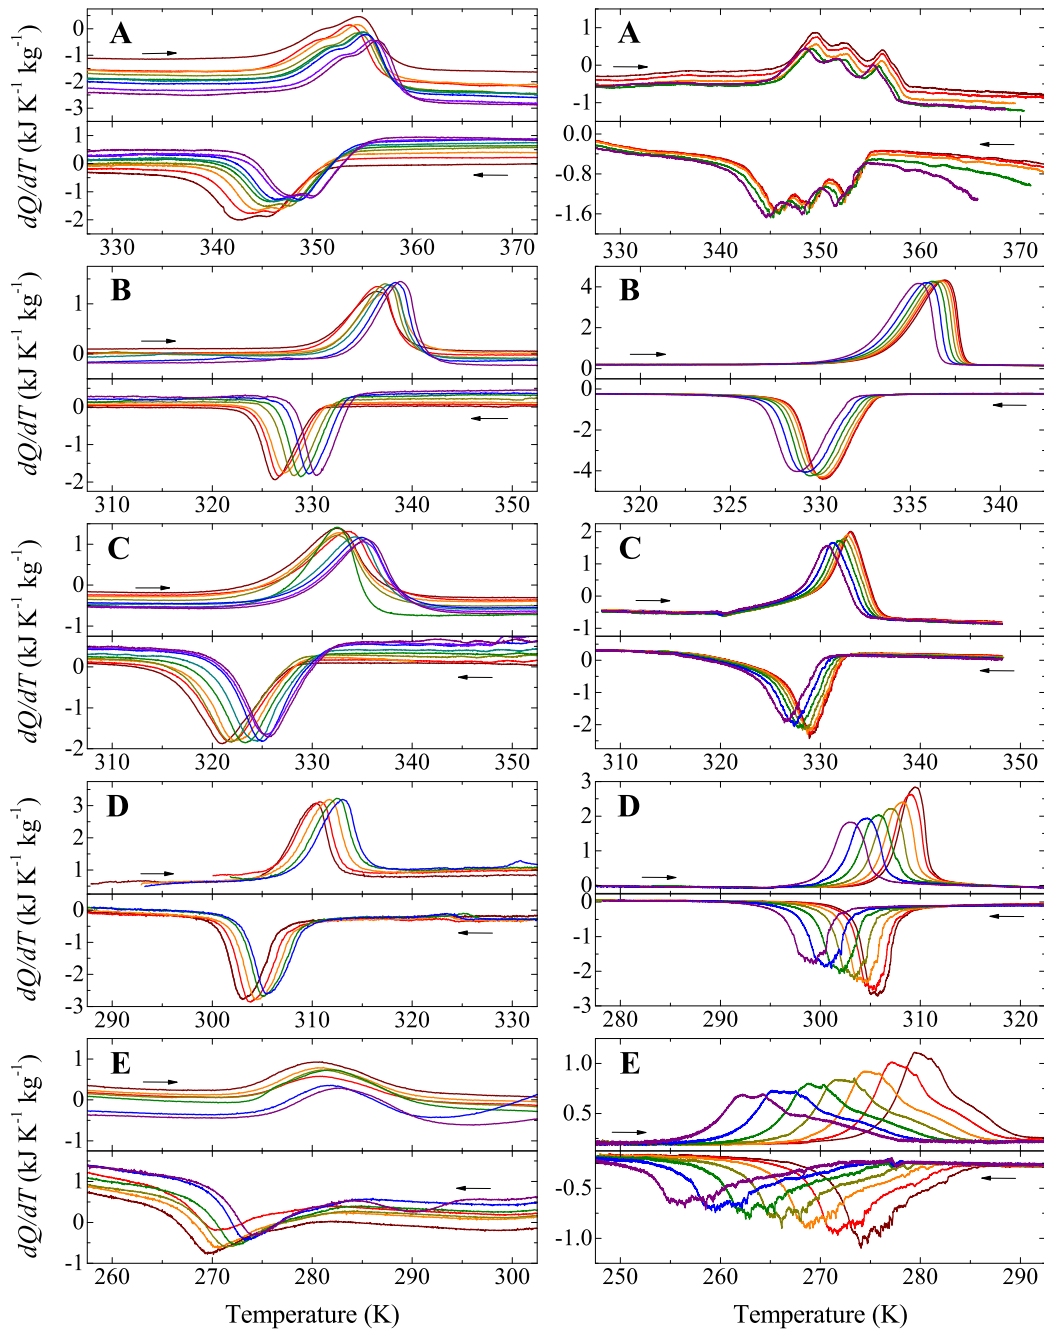 A
dQ/dT (kJ K⁻¹ kg⁻¹)
0
-1
-2
-3
1
0
-1
-2
330 340 350 360 370
A
1
0
-1
0.0
-0.8
-1.6
330 340 350 360 370
B
dQ/dT (kJ K⁻¹ kg⁻¹)
1
0
0
-1
-2
310 320 330 340 350
B
4
2
0
0
-2
-4
320 325 330 335 340
C
dQ/dT (kJ K⁻¹ kg⁻¹)
1
0
-1
0
-1
-2
310 320 330 340 350
C
2
1
0
-1
0
-1
-2
310 320 330 340 350
D
dQ/dT (kJ K⁻¹ kg⁻¹)
3
2
1
0
-1
-2
-3
290 300 310 320 330
D
3
2
1
0
0
-1
-2
-3
280 290 300 310 320
E
dQ/dT (kJ K⁻¹ kg⁻¹)
1
0
-1
1
0
-1
260 270 280 290 300
Temperature (K)
E
1.0
0.5
-0.5
-1.0
250 260 270 280 290
Temperature (K)